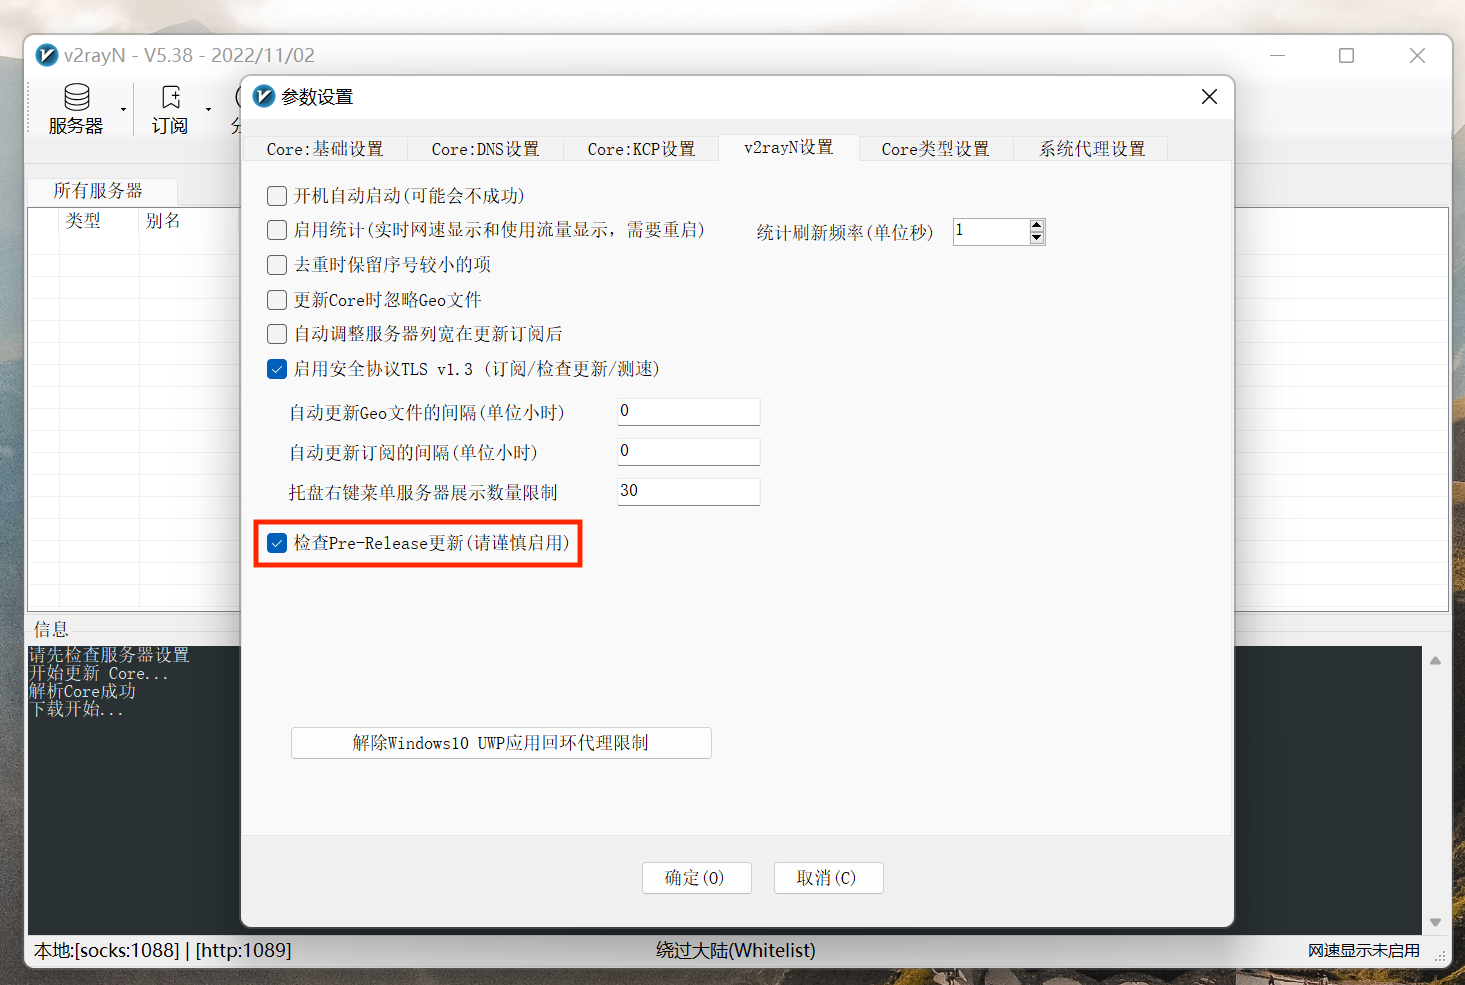 v2rayN - V5.38 - 2022/11/02
服务器
订阅
参数设置
Core:基础设置
Core:DNS设置
Core:KCP设置
v2rayN设置
Core类型设置
系统代理设置
所有服务器
类型
别名
开机自动启动(可能会不成功)
启用统计(实时网速显示和使用流量显示，需要重启)
统计刷新频率(单位秒)
1
去重时保留序号较小的项
更新Core时忽略Geo文件
自动调整服务器列宽在更新订阅后
启用安全协议TLS v1.3 (订阅/检查更新/测速)
自动更新Geo文件的间隔(单位小时)
0
自动更新订阅的间隔(单位小时)
0
托盘右键菜单服务器展示数量限制
30
检查Pre-Release更新(请谨慎启用)
解除Windows10 UWP应用回环代理限制
确定(O)
取消(C)
信息
请先检查服务器设置
开始更新 Core...
解析Core成功
下载开始...
本地:[socks:1088] | [http:1089]
绕过大陆(Whitelist)
网速显示未启用